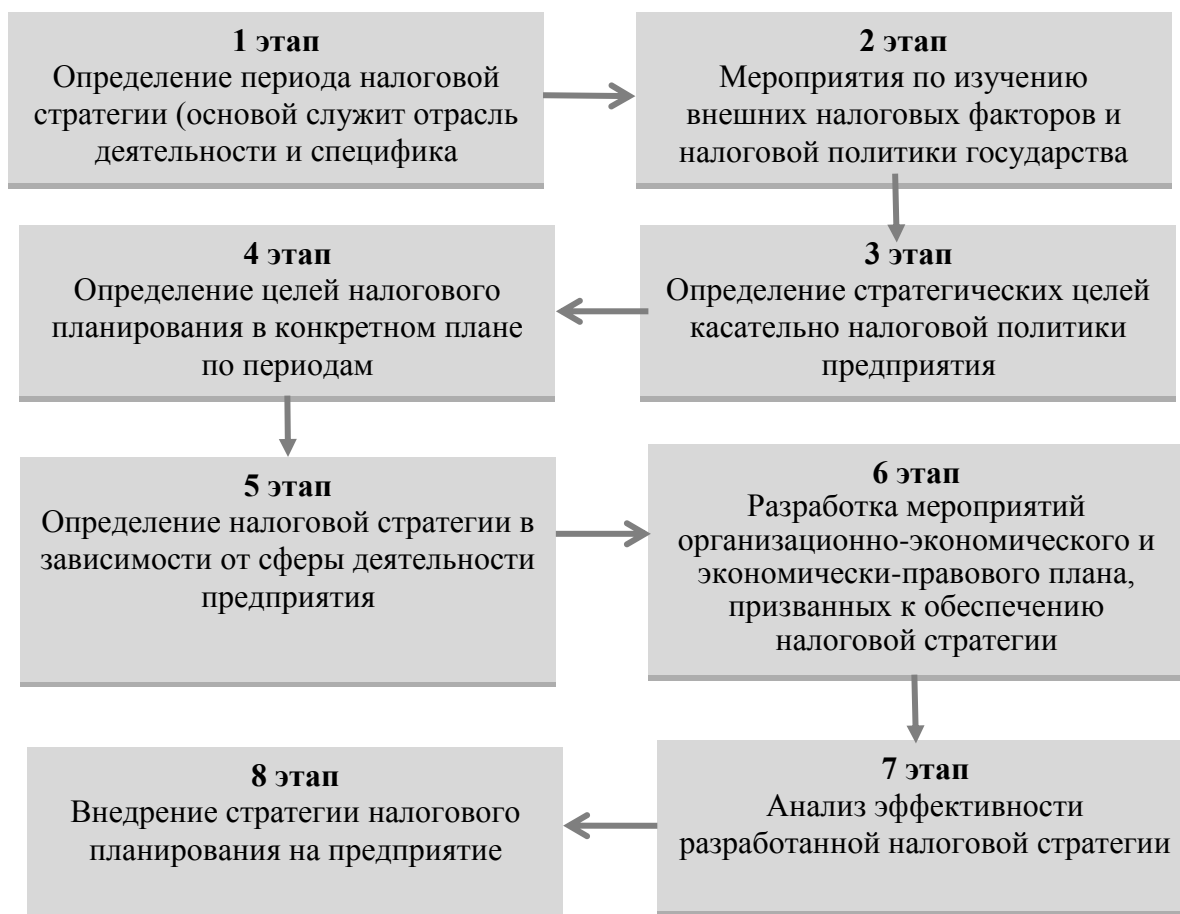 1 этап
Определение периода налоговой
стратегии (основой служит отрасль
деятельности и специфика
2 этап
Мероприятия по изучению
внешних налоговых факторов и
налоговой политики государства
3 этап
Определение стратегических целей
касательно налоговой политики
предприятия
4 этап
Определение целей налогового
планирования в конкретном плане
по периодам
5 этап
Определение налоговой стратегии в
зависимости от сферы деятельности
предприятия
6 этап
Разработка мероприятий
организационно-экономического и
экономически-правового плана,
призванных к обеспечению
налоговой стратегии
7 этап
Анализ эффективности
разработанной налоговой стратегии
8 этап
Внедрение стратегии налогового
планирования на предприятие